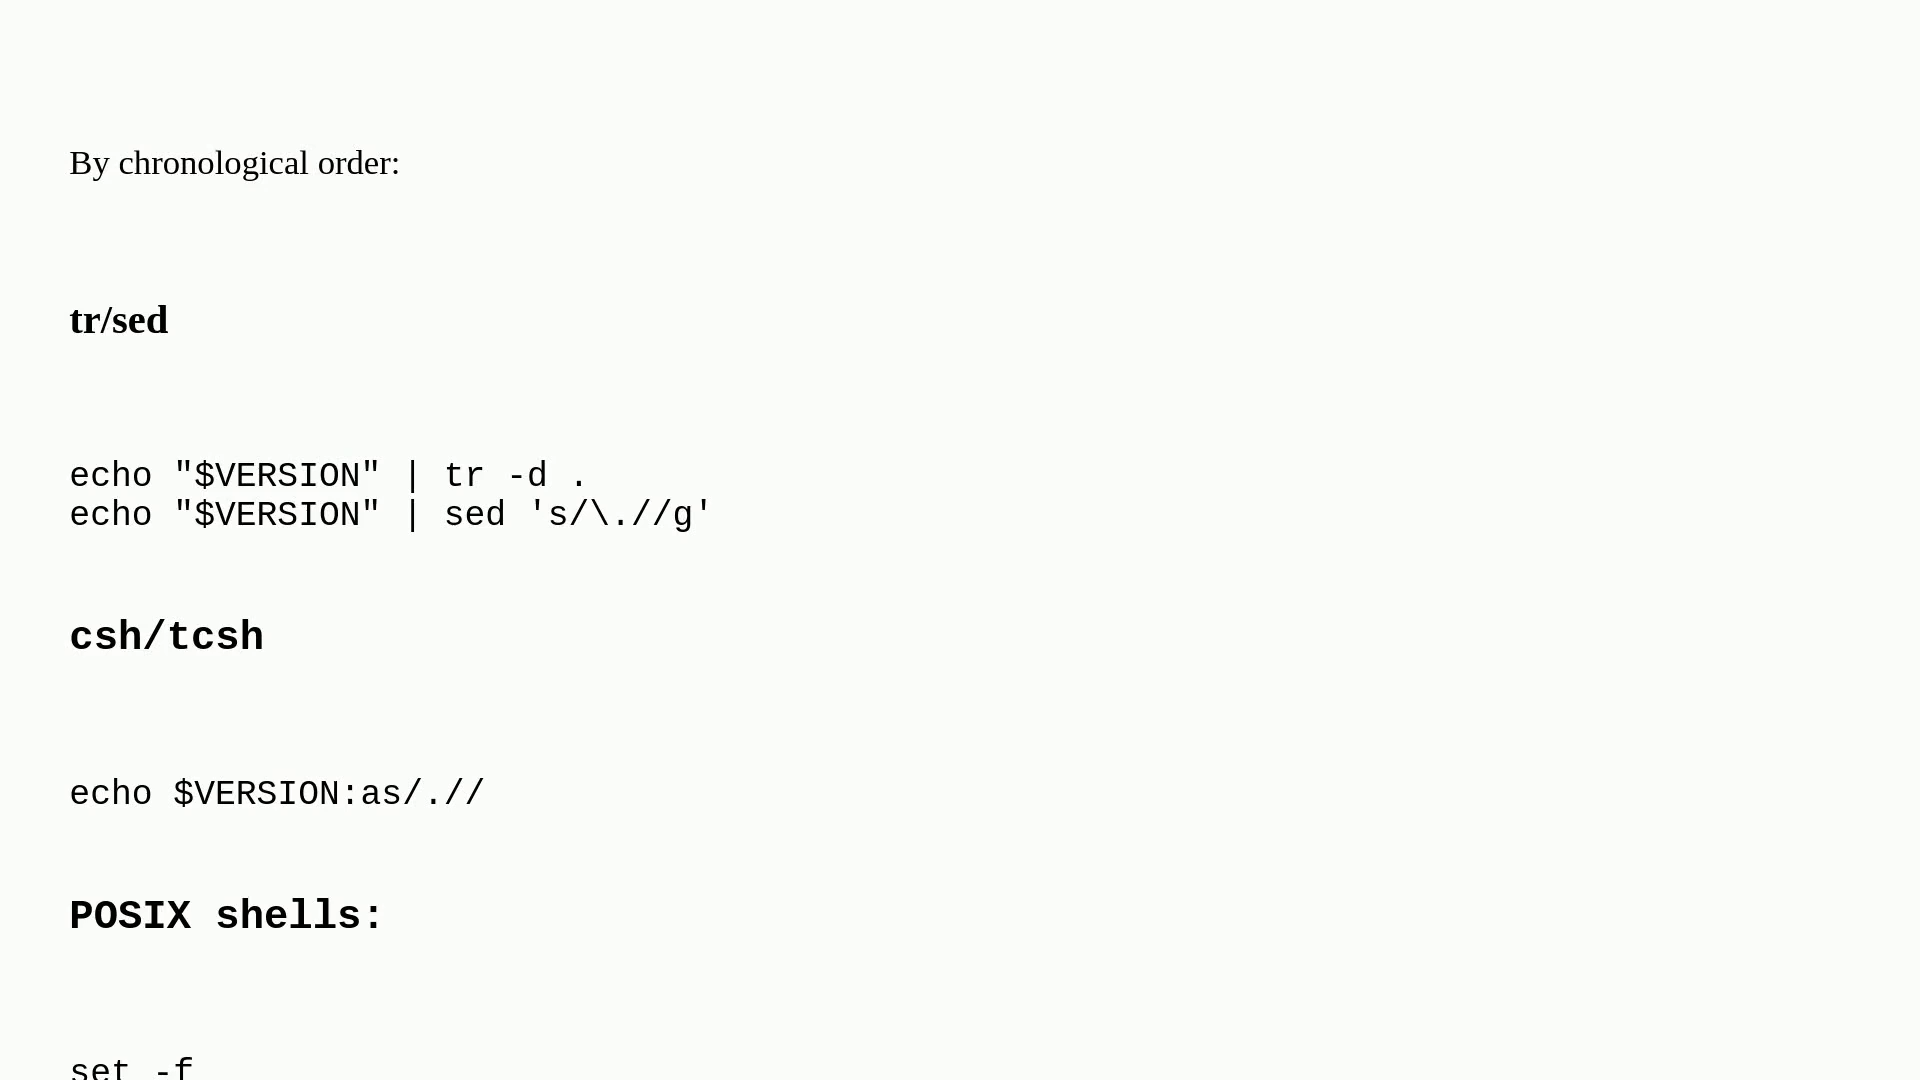 By chronological order:
tr/sed
echo "$VERSION" | tr -d .
echo "$VERSION" | sed 's/\.//g'
csh/tcsh
echo $VERSION:as/.//
POSIX shells:
set -f